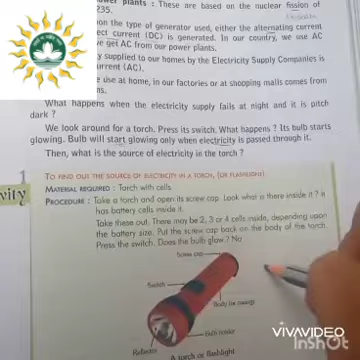 ower plants : These are based on the nuclear fission of
235.
on the type of generator used, either the alternating current
ect current (DC) is generated. In our country, we use AC
we get AC from our power plants.
y supplied to our homes by the Electricity Supply Companies is
urrent (AC).
use at home, in our factories or at shopping malls comes from
What happens when the electricity supply fails at night and it is pitch
dark ?
We look around for a torch. Press its switch. What happens ? Its bulb starts
glowing. Bulb will start glowing only when electricity is passed through it.
Then, what is the source of electricity in the torch ?
1
vity
TO FIND OUT THE SOURCE OF ELECTRICITY IN A TORCH, (OR FLASHLIGHT).
MATERIAL REQUIRED : Torch with cells.
PROCEDURE : Take a torch and open its screw cap. Look what is there inside it ? It
has battery cells inside it.
Take these out. There may be 2, 3 or 4 cells inside, depending upon
the battery size. Put the screw cap back on the body of the torch.
Press the switch. Does the bulb glow ? No
Screw cap
Switch
Body (or casing)
Bulb holder
Reflector
A torch or flashlight
VIVAVIDEO
InShOt